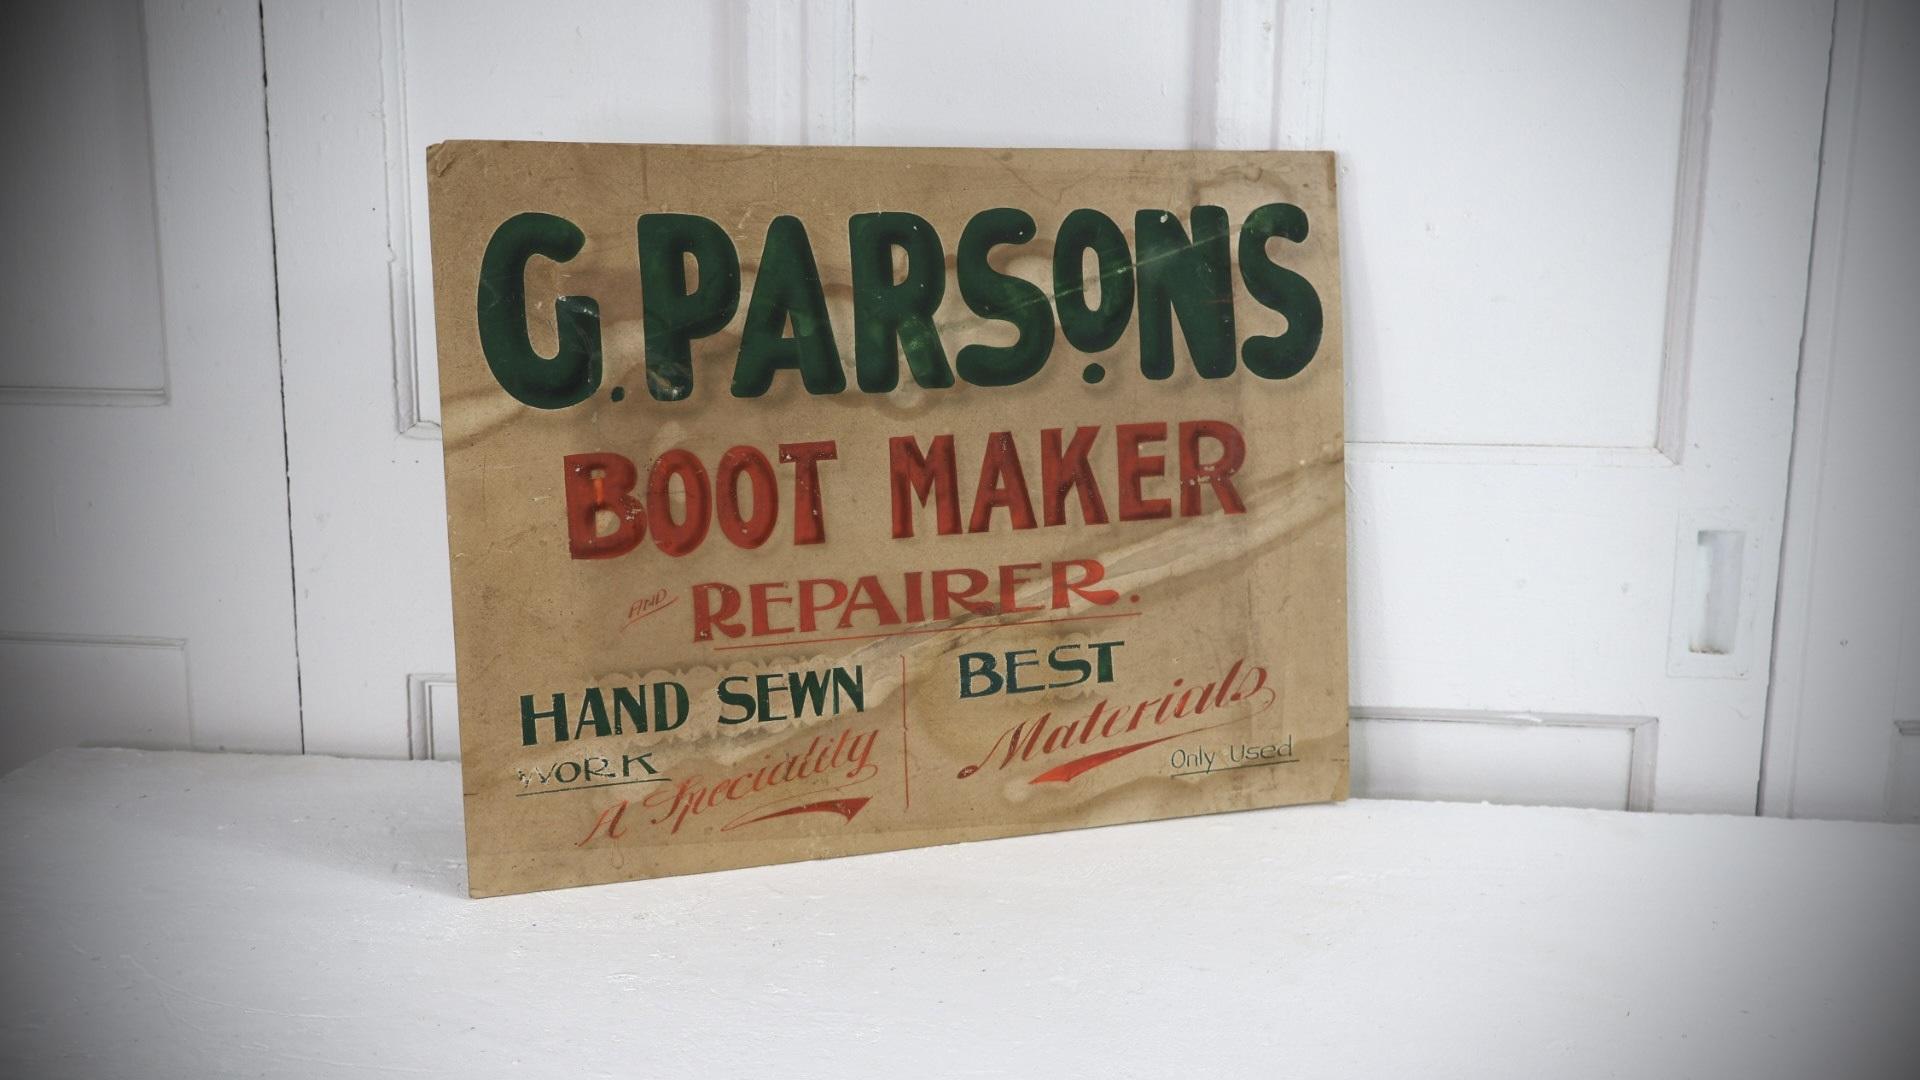 G. PARSONS
BOOT MAKER
AND REPAIRER.
HAND SEWN
WORK
A Speciality
BEST
Materials
Only Used